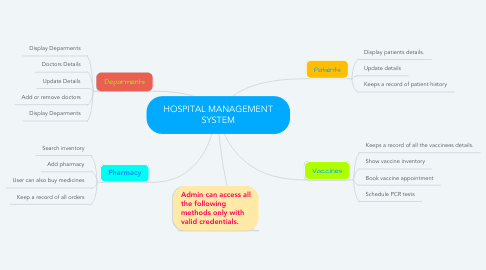 Display Deparments
Doctors Details
Update Details
Add or remove doctors
Display Deparments
Departments
Patients
Display patients details.
Update details
Keeps a record of patient history
HOSPITAL MANAGEMENT
SYSTEM
Search inventory
Add pharmacy
User can also buy medicines
Keep a record of all orders
Pharmacy
Vaccines
Keeps a record of all the vaccinees details.
Show vaccine inventory
Book vaccine appointment
Schedule PCR tests
Admin can access all
the following
methods only with
valid credentials.